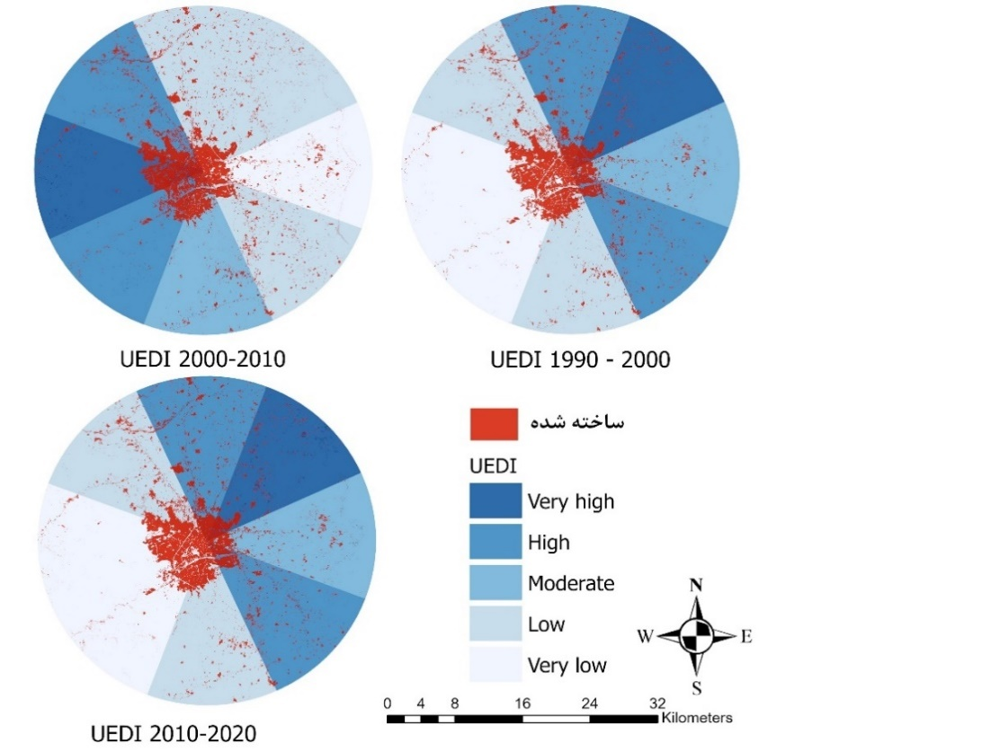 UEDI 2000-2010
UEDI 1990 - 2000
ساخته شده
UEDI
Very high
High
Moderate
Low
Very low
N
W
E
S
0 4 8 16 24 32
Kilometers
UEDI 2010-2020